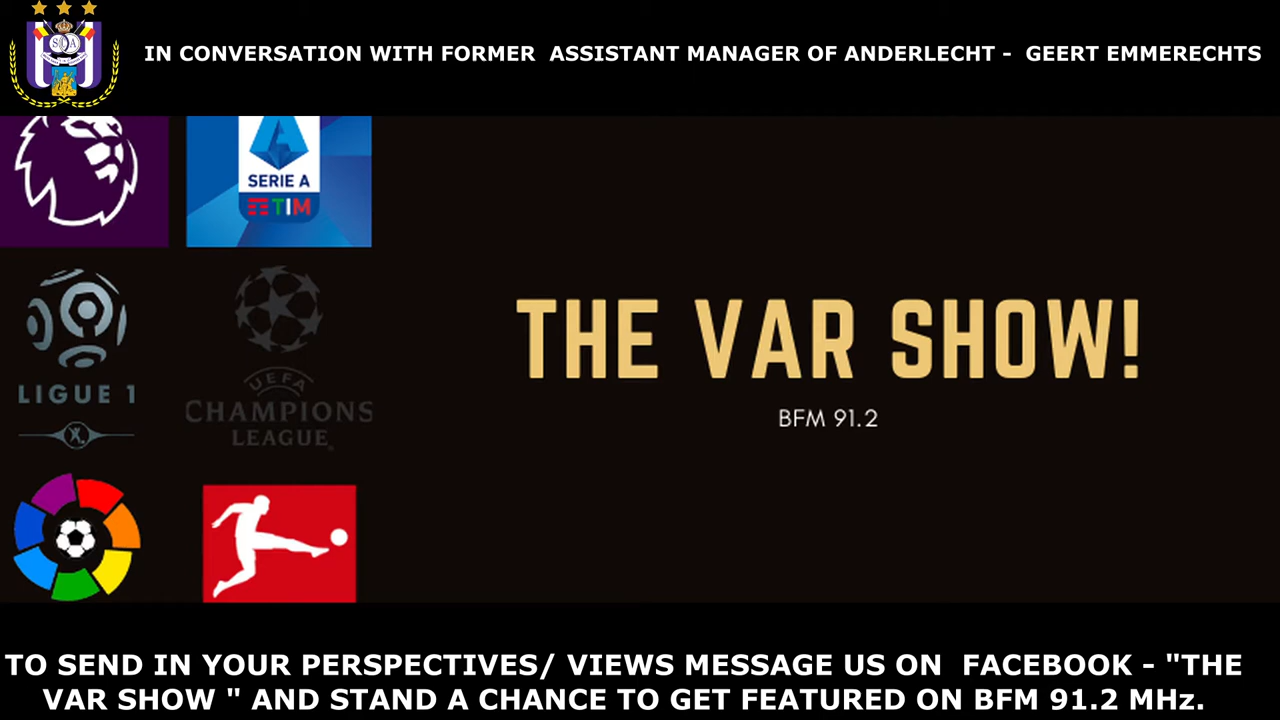 IN CONVERSATION WITH FORMER ASSISTANT MANAGER OF ANDERLECHT - GEERT EMMERECHTS
SERIE A
TIM
LIGUE 1
UEFA
CHAMPIONS
LEAGUE
THE VAR SHOW!
BFM 91.2
TO SEND IN YOUR PERSPECTIVES/ VIEWS MESSAGE US ON FACEBOOK - "THE
VAR SHOW " AND STAND A CHANCE TO GET FEATURED ON BFM 91.2 MHz.